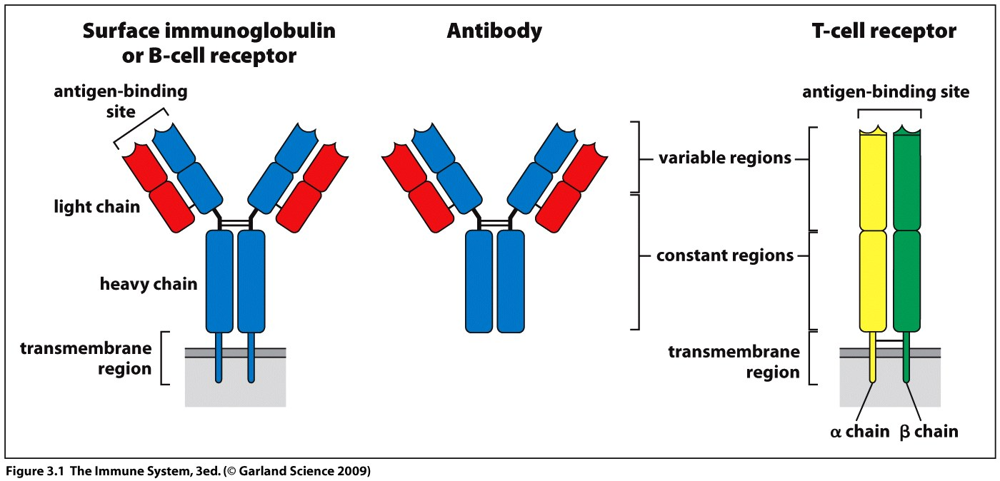 Surface immunoglobulin
or B-cell receptor
antigen-binding
site
light chain
heavy chain
transmembrane
region
Antibody
variable regions
constant regions
T-cell receptor
antigen-binding site
transmembrane
region
α chain β chain
Figure 3.1 The Immune System, 3ed. (© Garland Science 2009)